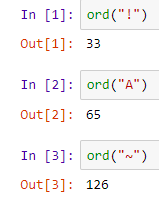 In [1]: ord("!")
Out[1]: 33
In [2]: ord("A")
Out[2]: 65
In [3]: ord("~")
Out[3]: 126